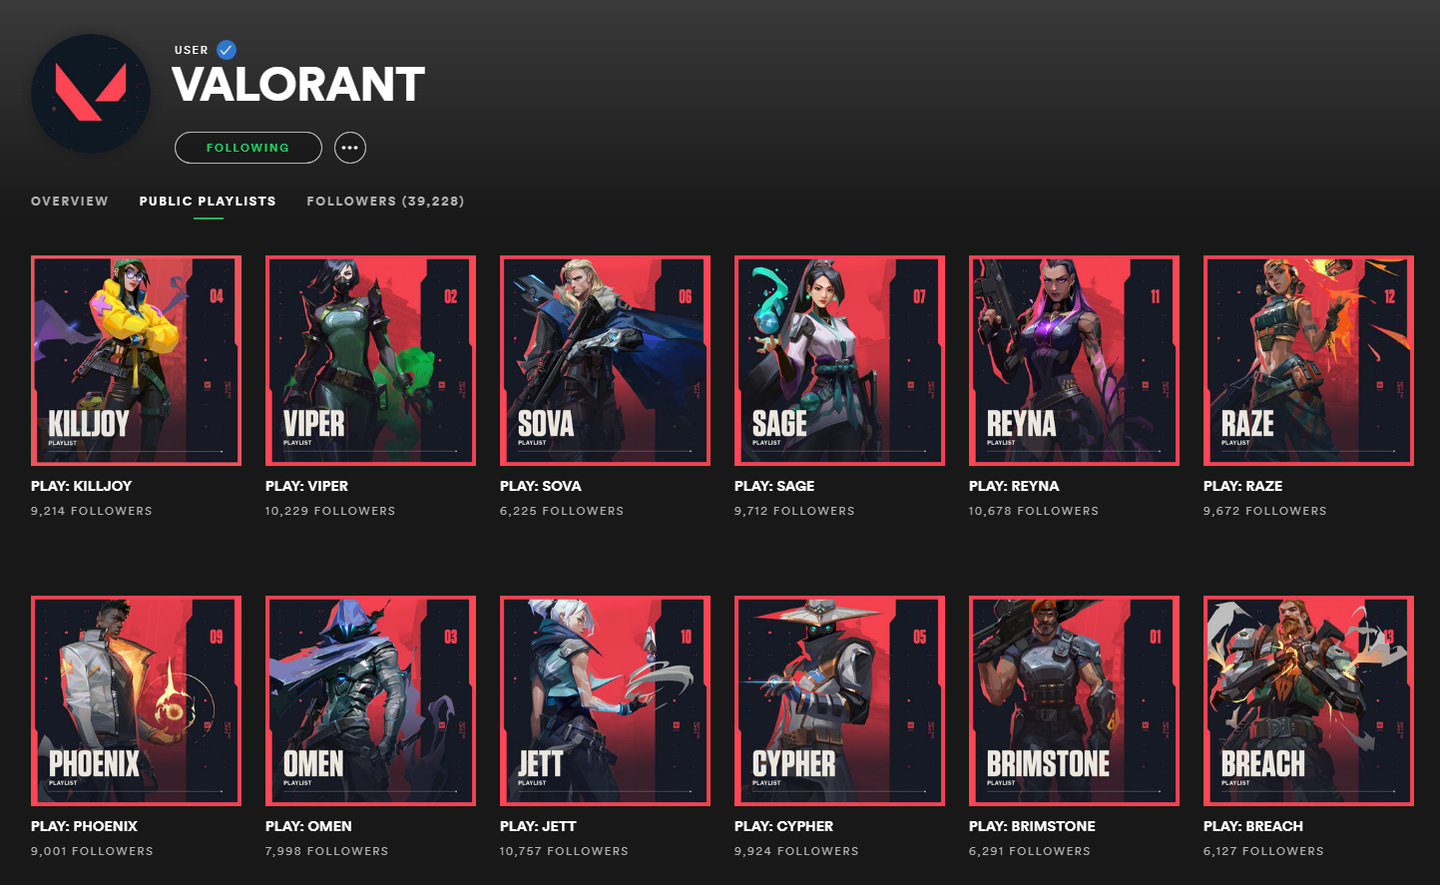 USER
VALORANT
FOLLOWING
OVERVIEW PUBLIC PLAYLISTS FOLLOWERS (39,228)
04
KILLJOY
PLAYLIST
02
VIPER
PLAYLIST
06
SOVA
PLAYLIST
07
SAGE
PLAYLIST
11
REYNA
PLAYLIST
12
RAZE
PLAYLIST
PLAY: KILLJOY
9,214 FOLLOWERS
PLAY: VIPER
10,229 FOLLOWERS
PLAY: SOVA
6,225 FOLLOWERS
PLAY: SAGE
9,712 FOLLOWERS
PLAY: REYNA
10,678 FOLLOWERS
PLAY: RAZE
9,672 FOLLOWERS
09
PHOENIX
PLAYLIST
03
OMEN
PLAYLIST
10
JETT
PLAYLIST
05
CYPHER
PLAYLIST
01
BRIMSTONE
PLAYLIST
13
BREACH
PLAYLIST
PLAY: PHOENIX
9,001 FOLLOWERS
PLAY: OMEN
7,998 FOLLOWERS
PLAY: JETT
10,757 FOLLOWERS
PLAY: CYPHER
9,924 FOLLOWERS
PLAY: BRIMSTONE
6,291 FOLLOWERS
PLAY: BREACH
6,127 FOLLOWERS